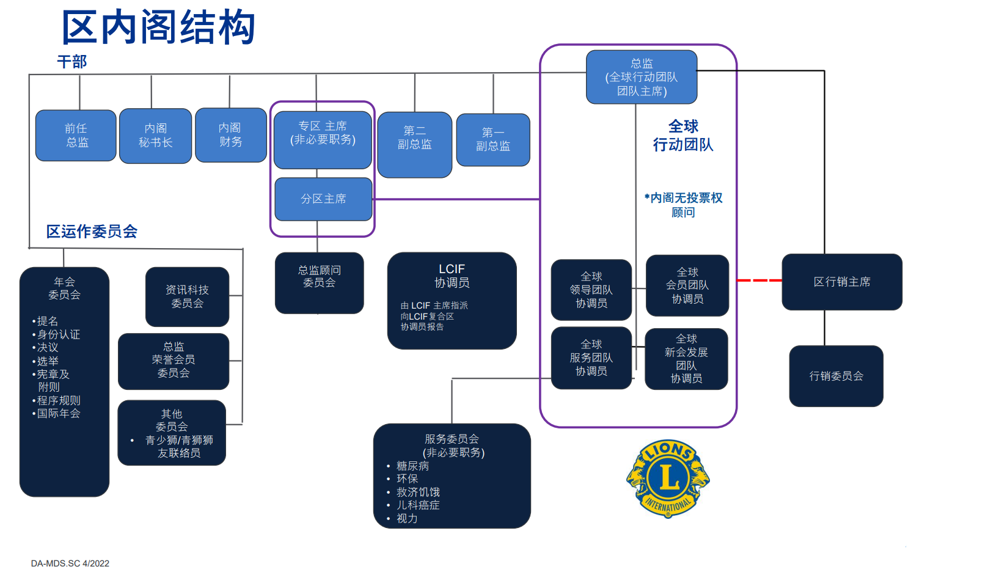 区内阁结构
干部
总监
(全球行动团队
团队主席)
前任
总监
内阁
秘书长
内阁
财务
专区 主席
(非必要职务)
第二
副总监
第一
副总监
分区主席
全球
行动团队
*内阁无投票权
顾问
区运作委员会
年会
委员会
•提名
•身份认证
•决议
•选举
•宪章及
附则
•程序规则
•国际年会
资讯科技
委员会
总监
荣誉会员
委员会
其他
委员会
• 青少狮/青狮狮
友联络员
总监顾问
委员会
LCIF
协调员
由 LCIF 主席指派
向LCIF复合区
协调员报告
全球
领导团队
协调员
全球
会员团队
协调员
全球
服务团队
协调员
全球
新会发展
团队
协调员
区行销主席
行销委员会
服务委员会
(非必要职务)
• 糖尿病
• 环保
• 救济饥饿
• 儿科癌症
• 视力
LIONS
L
INTERNATIONAL
®
DA-MDS.SC 4/2022